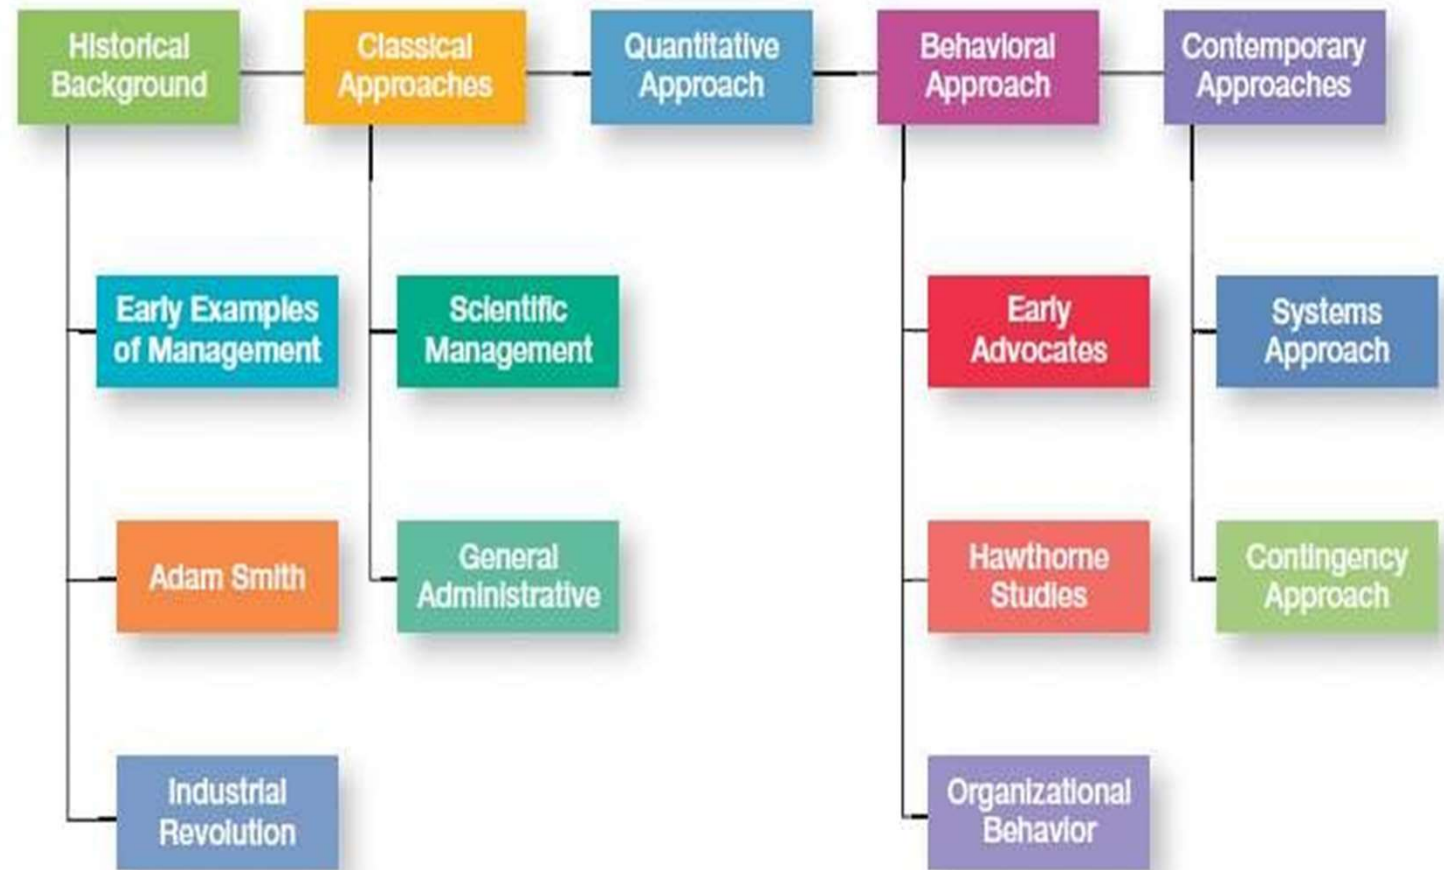 Historical
Background
Classical
Approaches
Quantitative
Approach
Behavioral
Approach
Contemporary
Approaches
Early Examples
of Management
Scientific
Management
Early
Advocates
Systems
Approach
Adam Smith
General
Administrative
Hawthorne
Studies
Contingency
Approach
Industrial
Revolution
Organizational
Behavior